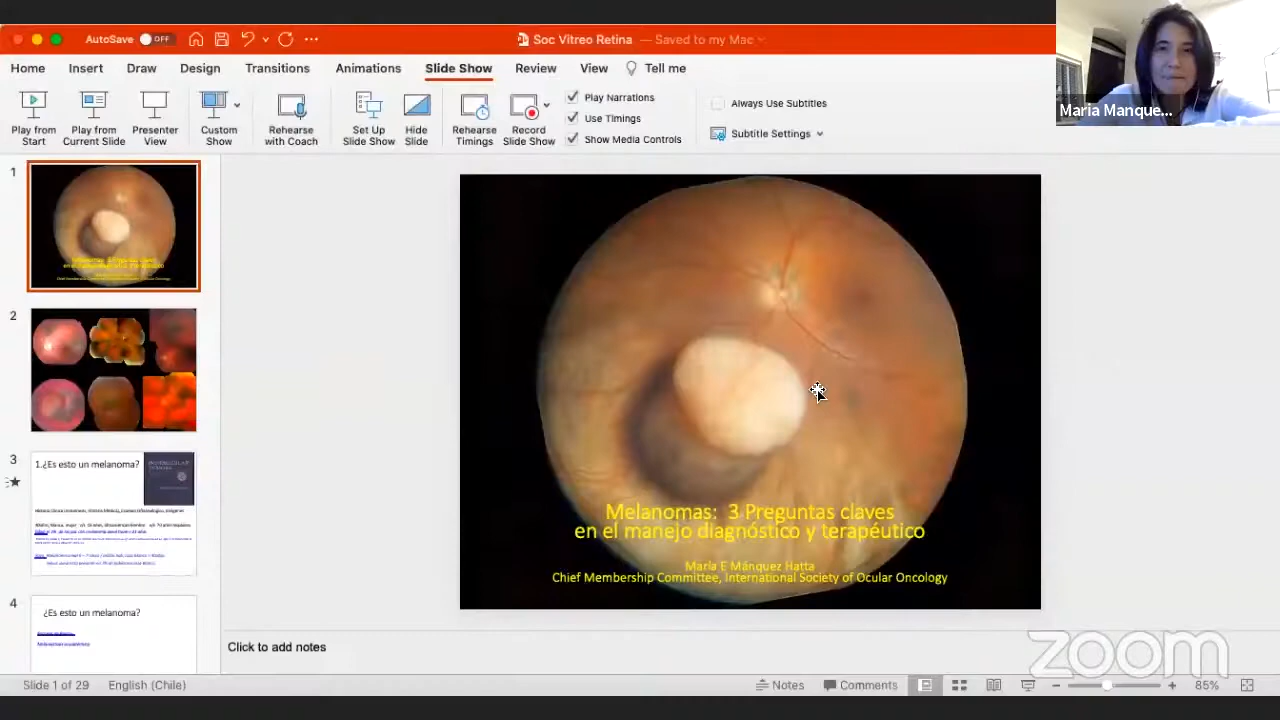 AutoSave OFF
Soc Vitreo Retina — Saved to my Mac
Home Insert Draw Design Transitions Animations Slide Show Review View Tell me
Play from Start
Play from Current Slide
Presenter View
Custom Show
Rehearse with Coach
Set Up Slide Show
Hide Slide
Rehearse Timings
Record Slide Show
Play Narrations
Use Timings
Show Media Controls
Always Use Subtitles
Subtitle Settings
Maria Manque...
1
2
3
1.¿Es esto un melanoma?
4
¿Es esto un melanoma?
Melanomas: 3 Preguntas claves
en el manejo diagnóstico y terapéutico
María E Mánquez Hatta
Chief Membership Committee, International Society of Ocular Oncology
Click to add notes
zoom
Slide 1 of 29 English (Chile) Notes Comments 85%